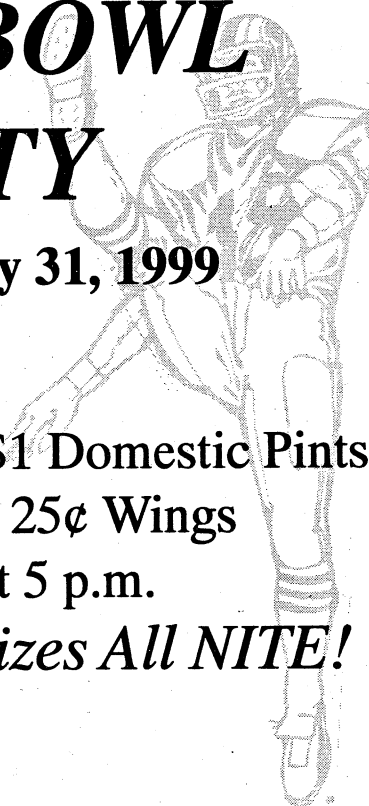 BOWL
TY
y 31, 1999
$1 Domestic Pints
25¢ Wings
t 5 p.m.
izes All NITE!